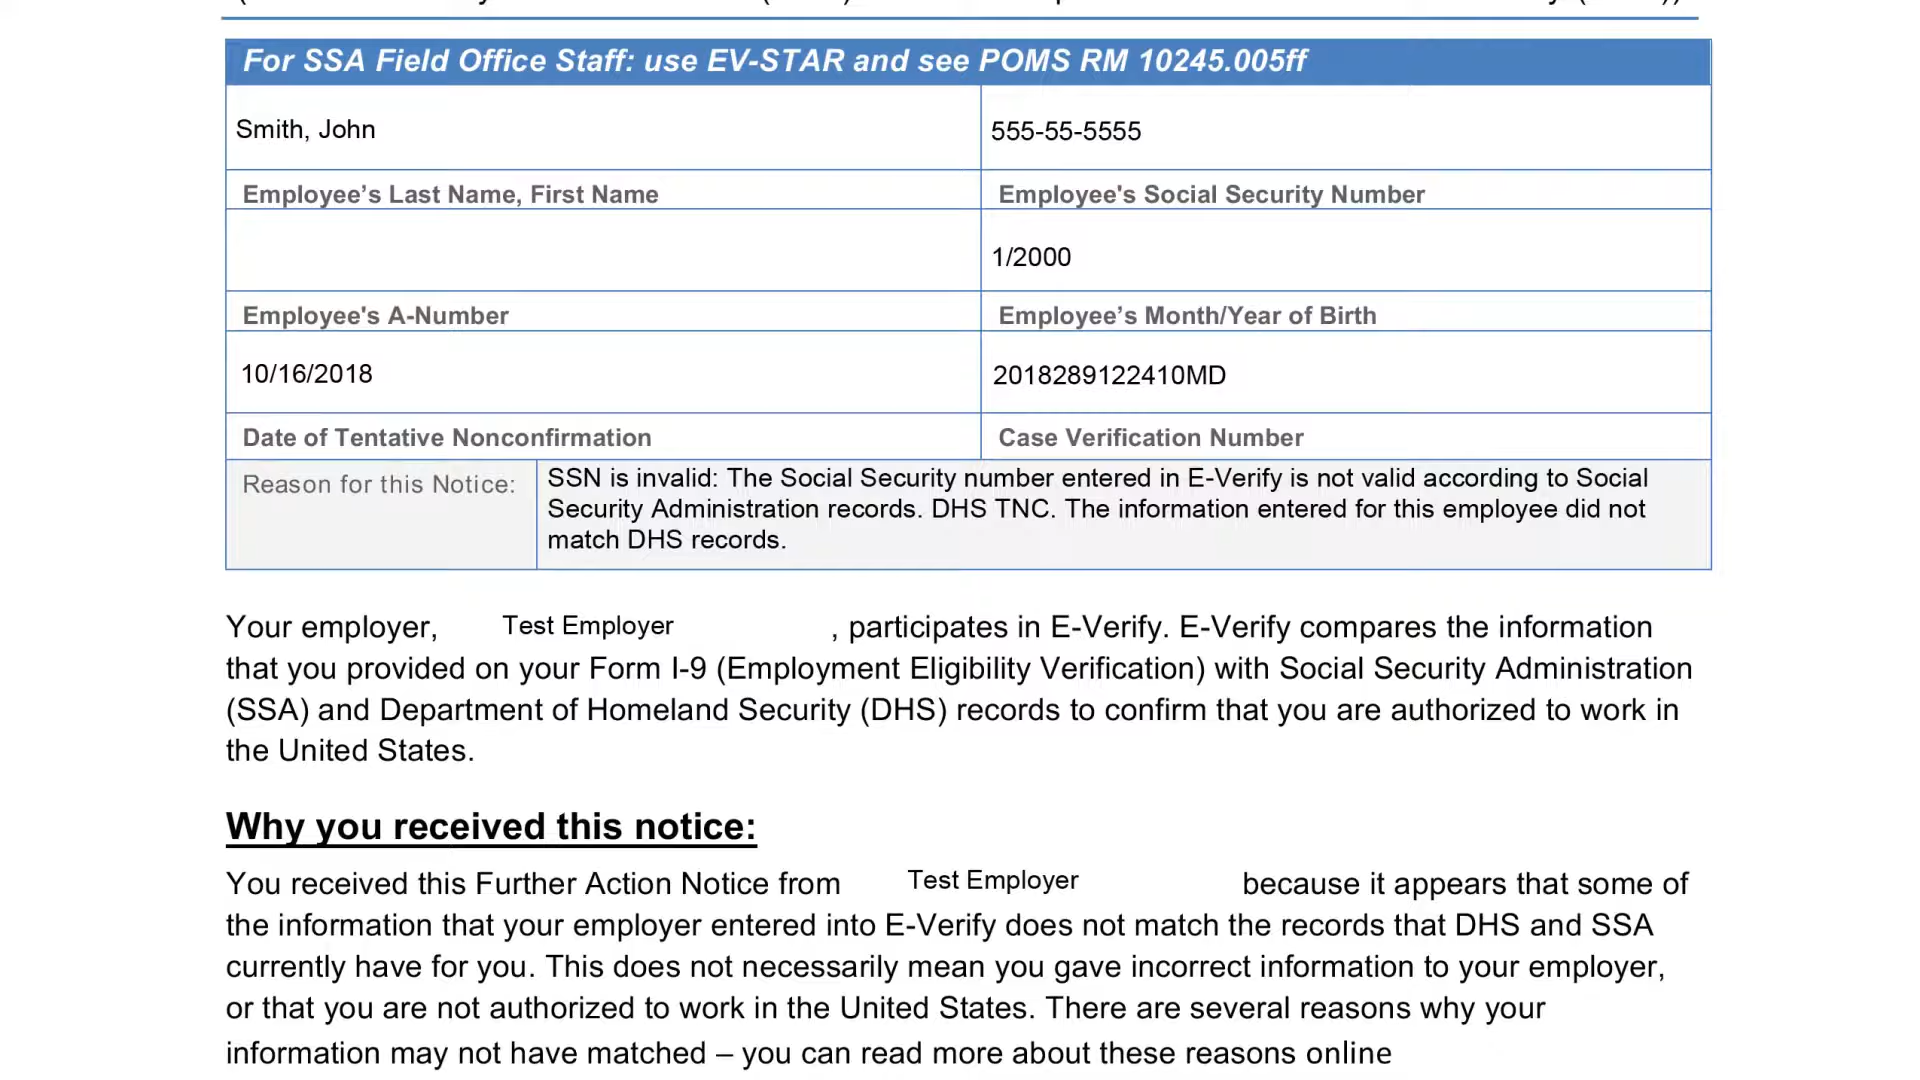 For SSA Field Office Staff: use EV-STAR and see POMS RM 10245.005ff
Smith, John
555-55-5555
Employee’s Last Name, First Name
Employee's Social Security Number
1/2000
Employee's A-Number
Employee’s Month/Year of Birth
10/16/2018
2018289122410MD
Date of Tentative Nonconfirmation
Case Verification Number
Reason for this Notice:
SSN is invalid: The Social Security number entered in E-Verify is not valid according to Social
Security Administration records. DHS TNC. The information entered for this employee did not
match DHS records.
Your employer, Test Employer , participates in E-Verify. E-Verify compares the information
that you provided on your Form I-9 (Employment Eligibility Verification) with Social Security Administration
(SSA) and Department of Homeland Security (DHS) records to confirm that you are authorized to work in
the United States.
Why you received this notice:
You received this Further Action Notice from Test Employer because it appears that some of
the information that your employer entered into E-Verify does not match the records that DHS and SSA
currently have for you. This does not necessarily mean you gave incorrect information to your employer,
or that you are not authorized to work in the United States. There are several reasons why your
information may not have matched – you can read more about these reasons online